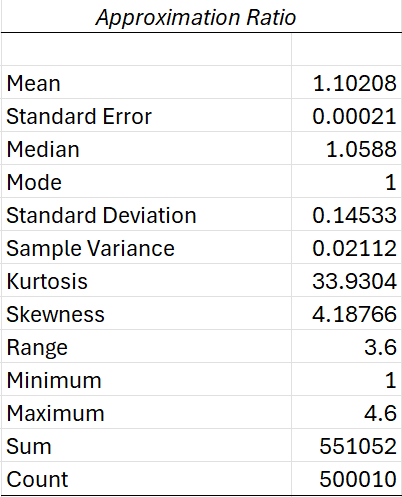 Approximation Ratio
Mean 1.10208
Standard Error 0.00021
Median 1.0588
Mode 1
Standard Deviation 0.14533
Sample Variance 0.02112
Kurtosis 33.9304
Skewness 4.18766
Range 3.6
Minimum 1
Maximum 4.6
Sum 551052
Count 500010